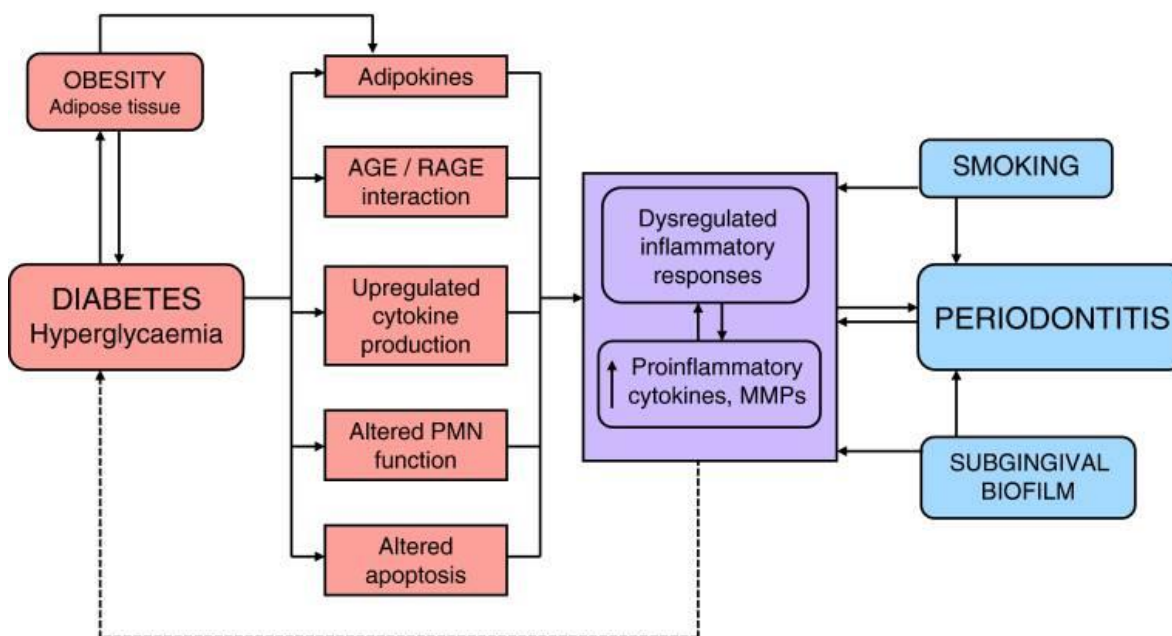 OBESITY
Adipose tissue
DIABETES
Hyperglycaemia
Adipokines
AGE / RAGE
interaction
Upregulated
cytokine
production
Altered PMN
function
Altered
apoptosis
Dysregulated
inflammatory
responses
Proinflammatory
cytokines, MMPs
SMOKING
PERIODONTITIS
SUBGINGIVAL
BIOFILM